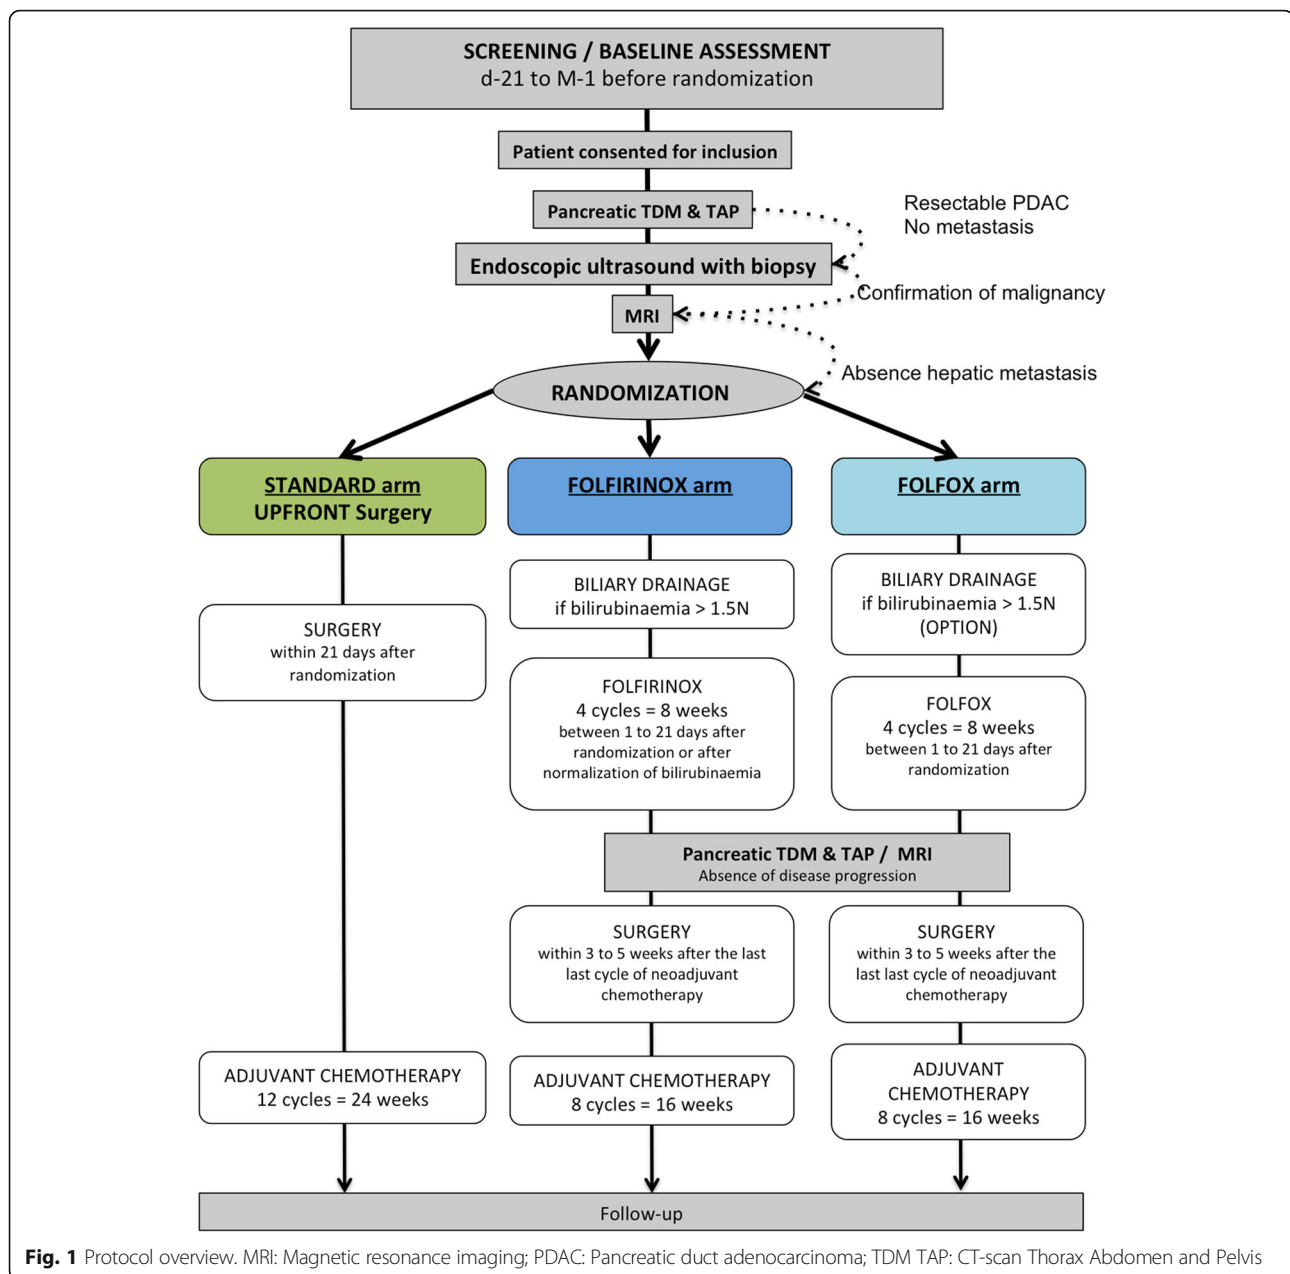 SCREENING / BASELINE ASSESSMENT
d-21 to M-1 before randomization
Patient consented for inclusion
Pancreatic TDM & TAP
Resectable PDAC
No metastasis
Endoscopic ultrasound with biopsy
Confirmation of malignancy
MRI
Absence hepatic metastasis
RANDOMIZATION
STANDARD arm
UPFRONT Surgery
SURGERY
within 21 days after
randomization
ADJUVANT CHEMOTHERAPY
12 cycles = 24 weeks
FOLFIRINOX arm
BILIARY DRAINAGE
if bilirubinaemia > 1.5N
FOLFIRINOX
4 cycles = 8 weeks
between 1 to 21 days after
randomization or after
normalization of bilirubinaemia
FOLFOX arm
BILIARY DRAINAGE
if bilirubinaemia > 1.5N
(OPTION)
FOLFOX
4 cycles = 8 weeks
between 1 to 21 days after
randomization
Pancreatic TDM & TAP / MRI
Absence of disease progression
SURGERY
within 3 to 5 weeks after the last
last cycle of neoadjuvant
chemotherapy
ADJUVANT CHEMOTHERAPY
8 cycles = 16 weeks
SURGERY
within 3 to 5 weeks after the
last last cycle of neoadjuvant
chemotherapy
ADJUVANT
CHEMOTHERAPY
8 cycles = 16 weeks
Follow-up
Fig. 1 Protocol overview. MRI: Magnetic resonance imaging; PDAC: Pancreatic duct adenocarcinoma; TDM TAP: CT-scan Thorax Abdomen and Pelvis